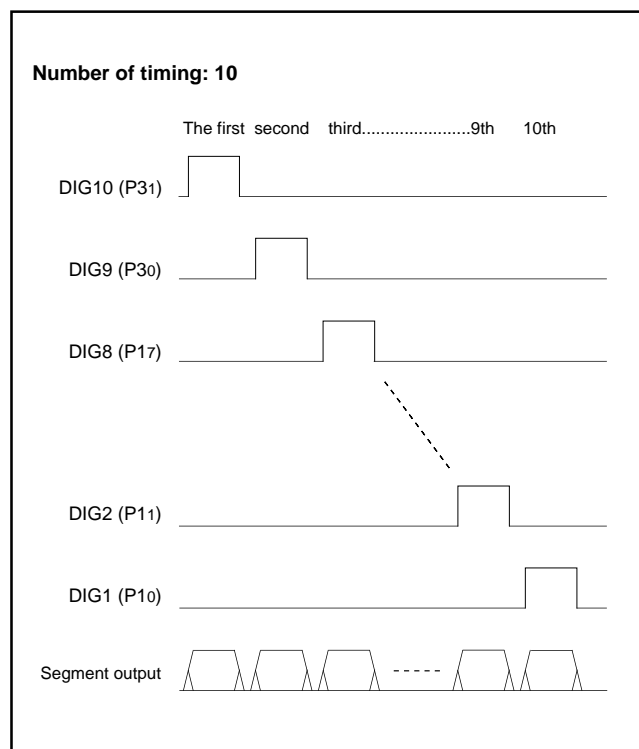 Number of timing: 10
The first second third.......................9th 10th
DIG10 (P31)
DIG9 (P30)
DIG8 (P17)
DIG2 (P11)
DIG1 (P10)
Segment output